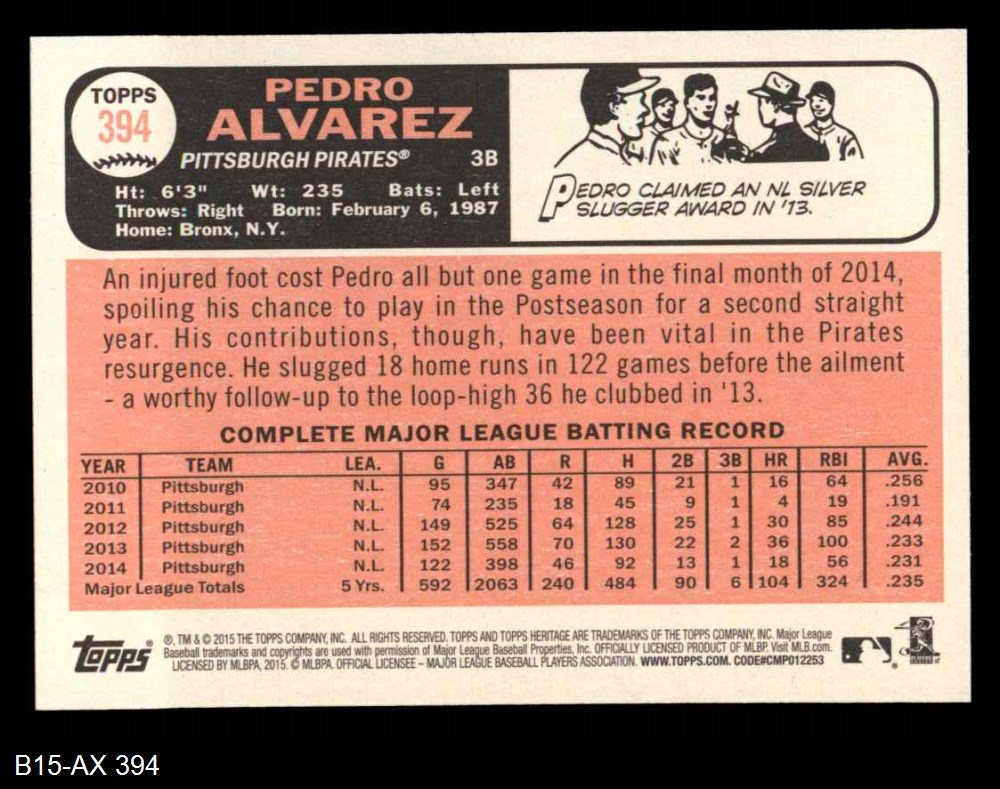 TOPPS
394
PEDRO
ALVAREZ
PITTSBURGH PIRATES® 3B
Ht: 6'3" Wt: 235 Bats: Left
Throws: Right Born: February 6, 1987
Home: Bronx, N.Y.
PEDRO CLAIMED AN NL SILVER
SLUGGER AWARD IN '13.
An injured foot cost Pedro all but one game in the final month of 2014,
spoiling his chance to play in the Postseason for a second straight
year. His contributions, though, have been vital in the Pirates
resurgence. He slugged 18 home runs in 122 games before the ailment
- a worthy follow-up to the loop-high 36 he clubbed in '13.
COMPLETE MAJOR LEAGUE BATTING RECORD
YEAR TEAM LEA. G AB R H 2B 3B HR RBI AVG.
2010 Pittsburgh N.L. 95 347 42 89 21 1 16 64 .256
2011 Pittsburgh N.L. 74 235 18 45 9 1 4 19 .191
2012 Pittsburgh N.L. 149 525 64 128 25 1 30 85 .244
2013 Pittsburgh N.L. 152 558 70 130 22 2 36 100 .233
2014 Pittsburgh N.L. 122 398 46 92 13 1 18 56 .231
Major League Totals 5 Yrs. 592 2063 240 484 90 6 104 324 .235
Topps®
®, TM & © 2015 THE TOPPS COMPANY, INC. ALL RIGHTS RESERVED. TOPPS AND TOPPS HERITAGE ARE TRADEMARKS OF THE TOPPS COMPANY, INC. Major League
Baseball trademarks and copyrights are used with permission of Major League Baseball Properties, Inc. OFFICIALLY LICENSED PRODUCT OF MLBP. Visit MLB.com.
LICENSED BY MLBPA, 2015. © MLBPA. OFFICIAL LICENSEE – MAJOR LEAGUE BASEBALL PLAYERS ASSOCIATION. WWW.TOPPS.COM. CODE#CMP012253
B15-AX 394